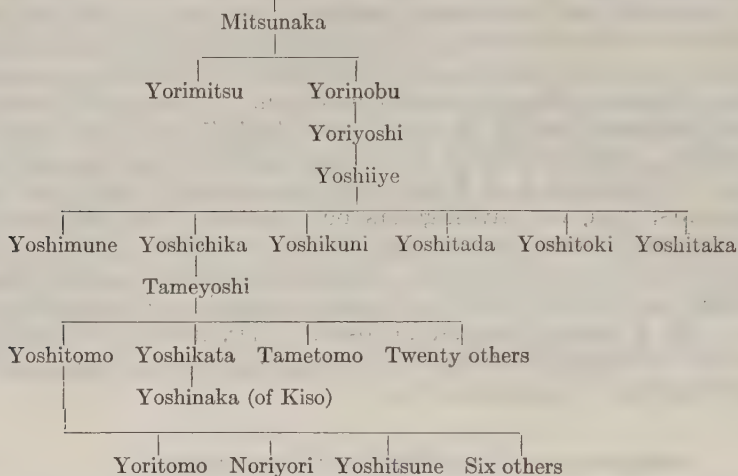 Mitsunaka
Yorimitsu Yorinobu
Yoriyoshi
Yoshiiye
Yoshimune Yoshichika Yoshikuni Yoshitada Yoshitoki Yoshitaka
Tameyoshi
Yoshitomo Yoshikata Tametomo Twenty others
Yoshinaka (of Kiso)
Yoritomo Noriyori Yoshitsune Six others